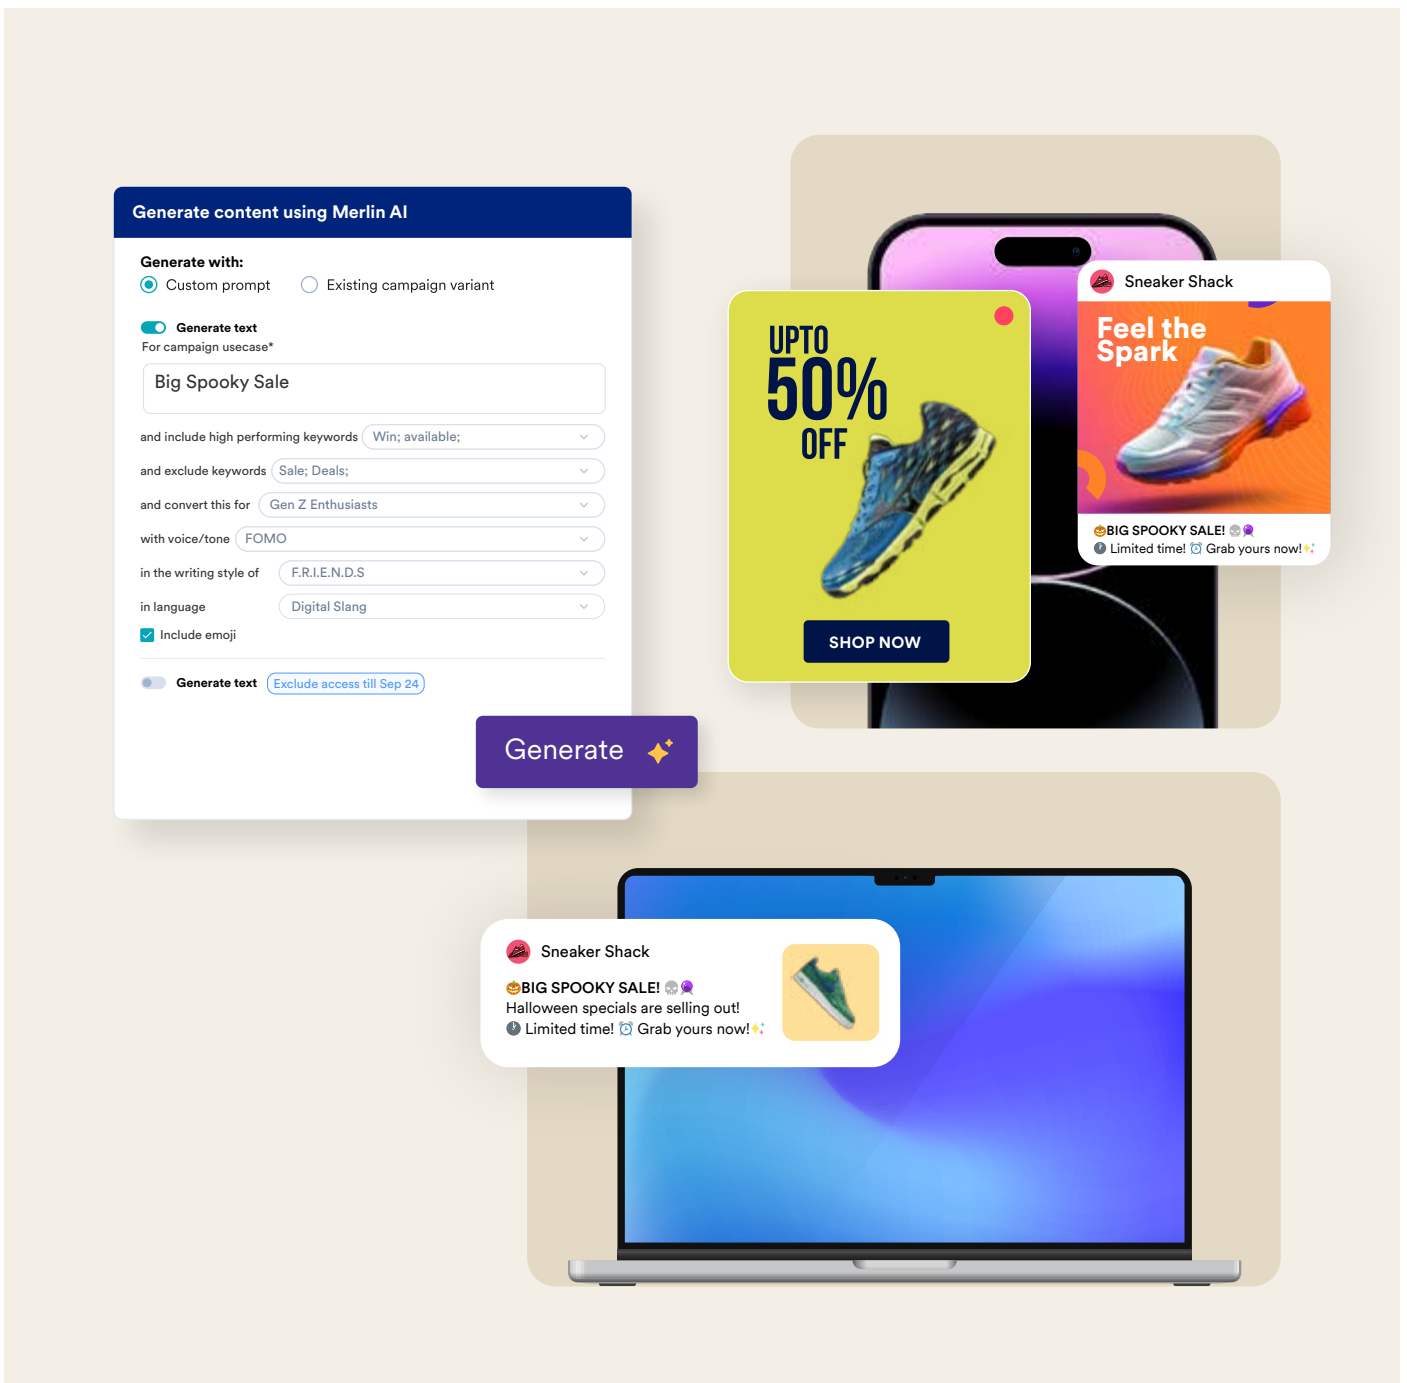 Generate content using Merlin AI
Generate with:
Custom prompt Existing campaign variant
Generate text
For campaign usecase*
Big Spooky Sale
and include high performing keywords Win; available;
and exclude keywords Sale; Deals;
and convert this for Gen Z Enthusiasts
with voice/tone FOMO
in the writing style of F.R.I.E.N.D.S
in language Digital Slang
Include emoji
Generate text Exclude access till Sep 24
Generate
UPTO
50%
OFF
SHOP NOW
Sneaker Shack
Feel the
Spark
🎃BIG SPOOKY SALE! 💀🔮
🕐 Limited time! ⏰ Grab yours now!✨
Sneaker Shack
🎃BIG SPOOKY SALE! 💀🔮
Halloween specials are selling out!
🕐 Limited time! ⏰ Grab yours now!✨